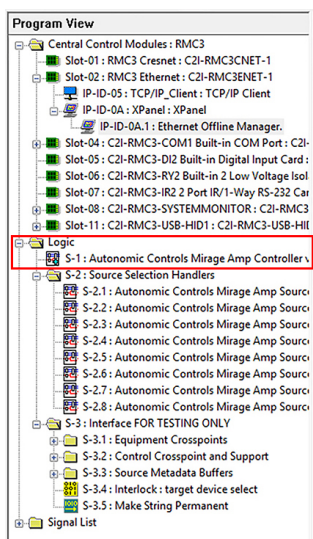 Program View
Central Control Modules : RMC3
Slot-01 : RMC3 Cresnet : C2I-RMC3CNET-1
Slot-02 : RMC3 Ethernet : C2I-RMC3ENET-1
IP-ID-05 : TCP/IP_Client : TCP/IP Client
IP-ID-0A : XPanel : XPanel
IP-ID-0A.1 : Ethernet Offline Manager.
Slot-04 : C2I-RMC3-COM1 Built-in COM Port : C2I-
Slot-05 : C2I-RMC3-DI2 Built-in Digital Input Card :
Slot-06 : C2I-RMC3-RY2 Built-in 2 Low Voltage Isol
Slot-07 : C2I-RMC3-IR2 2 Port IR/1-Way RS-232 Car
Slot-08 : C2I-RMC3-SYSTEMMONITOR : C2I-RMC3
Slot-11 : C2I-RMC3-USB-HID1 : C2I-RMC3-USB-HI
Logic
S-1 : Autonomic Controls Mirage Amp Controller v
S-2 : Source Selection Handlers
S-2.1 : Autonomic Controls Mirage Amp Sourc
S-2.2 : Autonomic Controls Mirage Amp Sourc
S-2.3 : Autonomic Controls Mirage Amp Sourc
S-2.4 : Autonomic Controls Mirage Amp Sourc
S-2.5 : Autonomic Controls Mirage Amp Sourc
S-2.6 : Autonomic Controls Mirage Amp Sourc
S-2.7 : Autonomic Controls Mirage Amp Sourc
S-2.8 : Autonomic Controls Mirage Amp Sourc
S-3 : Interface FOR TESTING ONLY
S-3.1 : Equipment Crosspoints
S-3.2 : Control Crosspoint and Support
S-3.3 : Source Metadata Buffers
S-3.4 : Interlock : target device select
S-3.5 : Make String Permanent
Signal List